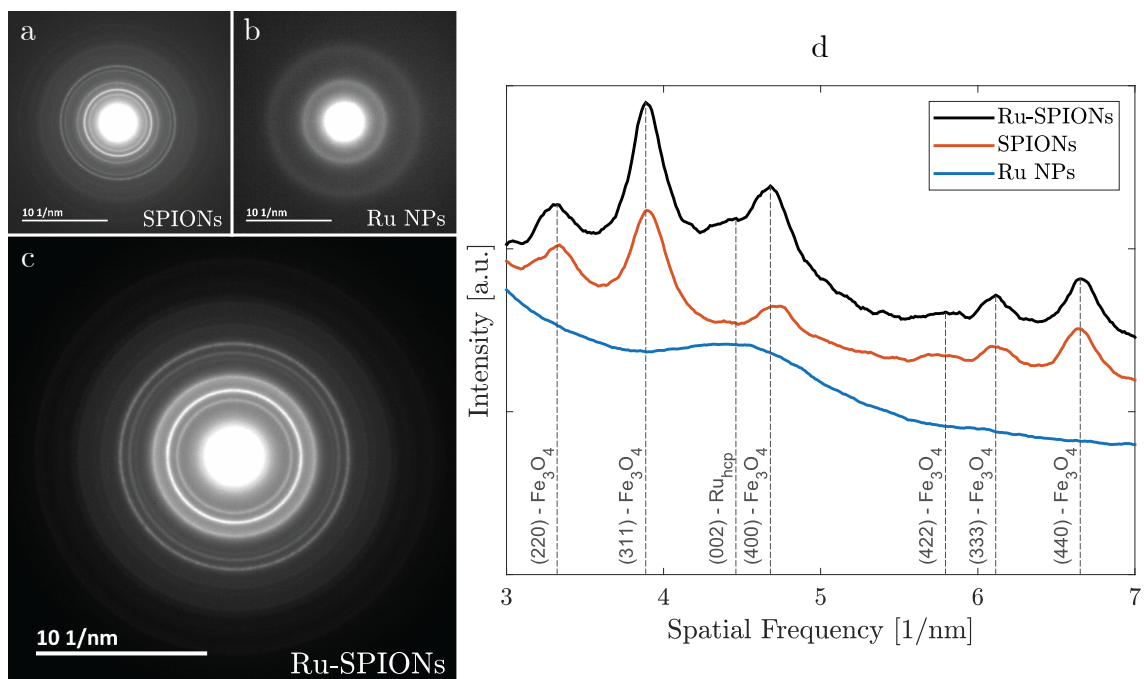 a
10 1/nm
SPIONs
b
10 1/nm
Ru NPs
c
10 1/nm
Ru-SPIONs
d
Ru-SPIONs
SPIONs
Ru NPs
Intensity [a.u.]
(220) - Fe₃O₄
(311) - Fe₃O₄
(002) - Ru_hcp
(400) - Fe₃O₄
(422) - Fe₃O₄
(333) - Fe₃O₄
(440) - Fe₃O₄
3 4 5 6 7
Spatial Frequency [1/nm]